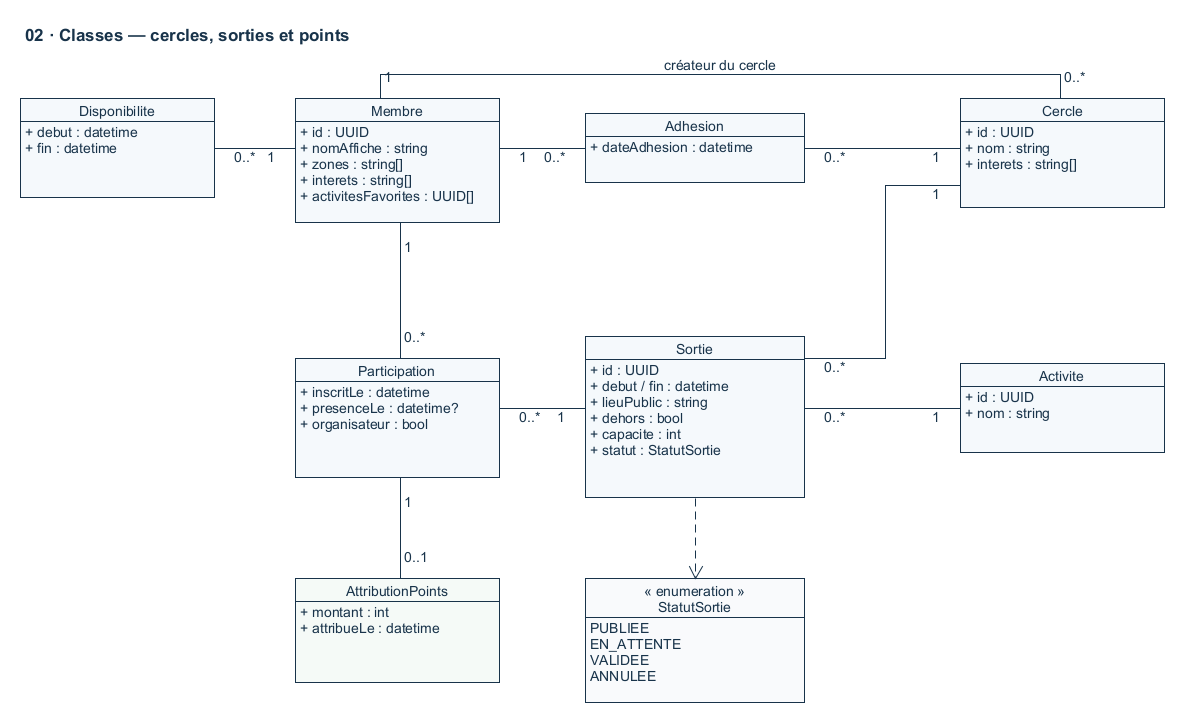 02 · Classes — cercles, sorties et points
créateur du cercle
1
0..*
Disponibilite
+ debut : datetime
+ fin : datetime
0..*
1
Membre
+ id : UUID
+ nomAffiche : string
+ zones : string[]
+ interets : string[]
+ activitesFavorites : UUID[]
1
0..*
Adhesion
+ dateAdhesion : datetime
0..*
1
Cercle
+ id : UUID
+ nom : string
+ interets : string[]
1
1
0..*
Participation
+ inscritLe : datetime
+ presenceLe : datetime?
+ organisateur : bool
0..*
1
Sortie
+ id : UUID
+ debut / fin : datetime
+ lieuPublic : string
+ dehors : bool
+ capacite : int
+ statut : StatutSortie
0..*
0..*
1
Activite
+ id : UUID
+ nom : string
1
0..1
AttributionPoints
+ montant : int
+ attribueLe : datetime
« enumeration »
StatutSortie
PUBLIEE
EN_ATTENTE
VALIDEE
ANNULEE